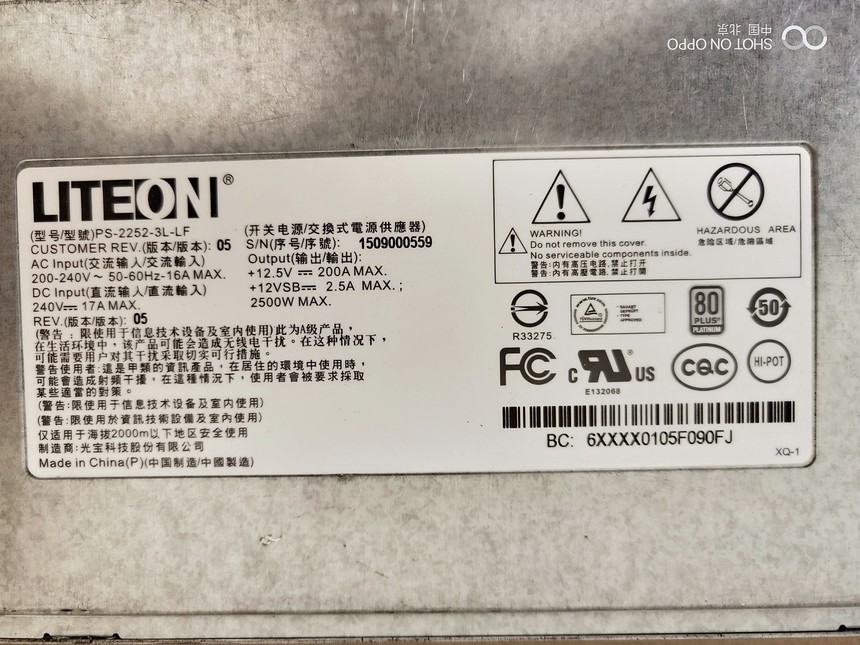 SHOT ON OPPO
中国 北京
LITEON®
(型号/型號)PS-2252-3L-LF
(开关电源/交換式電源供應器)
CUSTOMER REV.(版本/版本): 05
S/N(序号/序號): 1509000559
AC Input(交流输入/交流輸入)
200-240V ~ 50-60Hz-16A MAX.
DC Input(直流输入/直流輸入)
240V⎓ 17A MAX.
Output(输出/輸出):
+12.5V ⎓ 200A MAX.
+12VSB⎓ 2.5A MAX. ;
2500W MAX.
REV.(版本/版本): 05
(警告:限使用于信息技术设备及室内使用)此为A级产品,
在生活环境中,该产品可能会造成无线电干扰。在这种情况下,
可能需要用户对其干扰采取切实可行措施。
警告使用者:這是甲類的資訊產品,在居住的環境中使用時,
可能會造成射頻干擾,在這種情況下,使用者會被要求採取
某些適當的對策。
(警告:限使用于信息技术设备及室内使用)
(警告:限使用於資訊技術設備及室內使用)
仅适用于海拔2000m以下地区安全使用
制造商:光宝科技股份有限公司
Made in China(P)(中国制造/中國製造)
WARNING:
Do not remove this cover.
No serviceable components inside.
警告:内有高压电路,禁止打开
警告:內有高壓電路,禁止打開
HAZARDOUS AREA
危险区域/危險區域
R33275
80
PLUS
PLATINUM
50
FC
c RU® US
E132068
CQC
HI-POT
BC: 6XXXX0105F090FJ
XQ-1